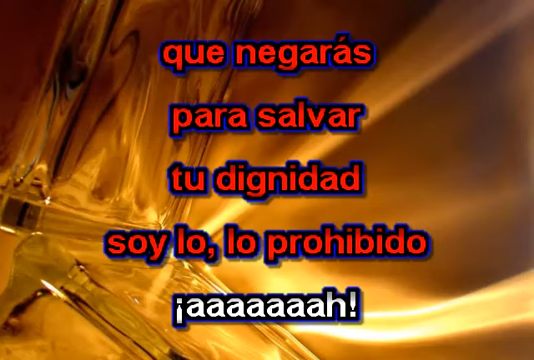 que negarás
para salvar
tu dignidad
soy lo, lo prohibido
¡aaaaaaah!